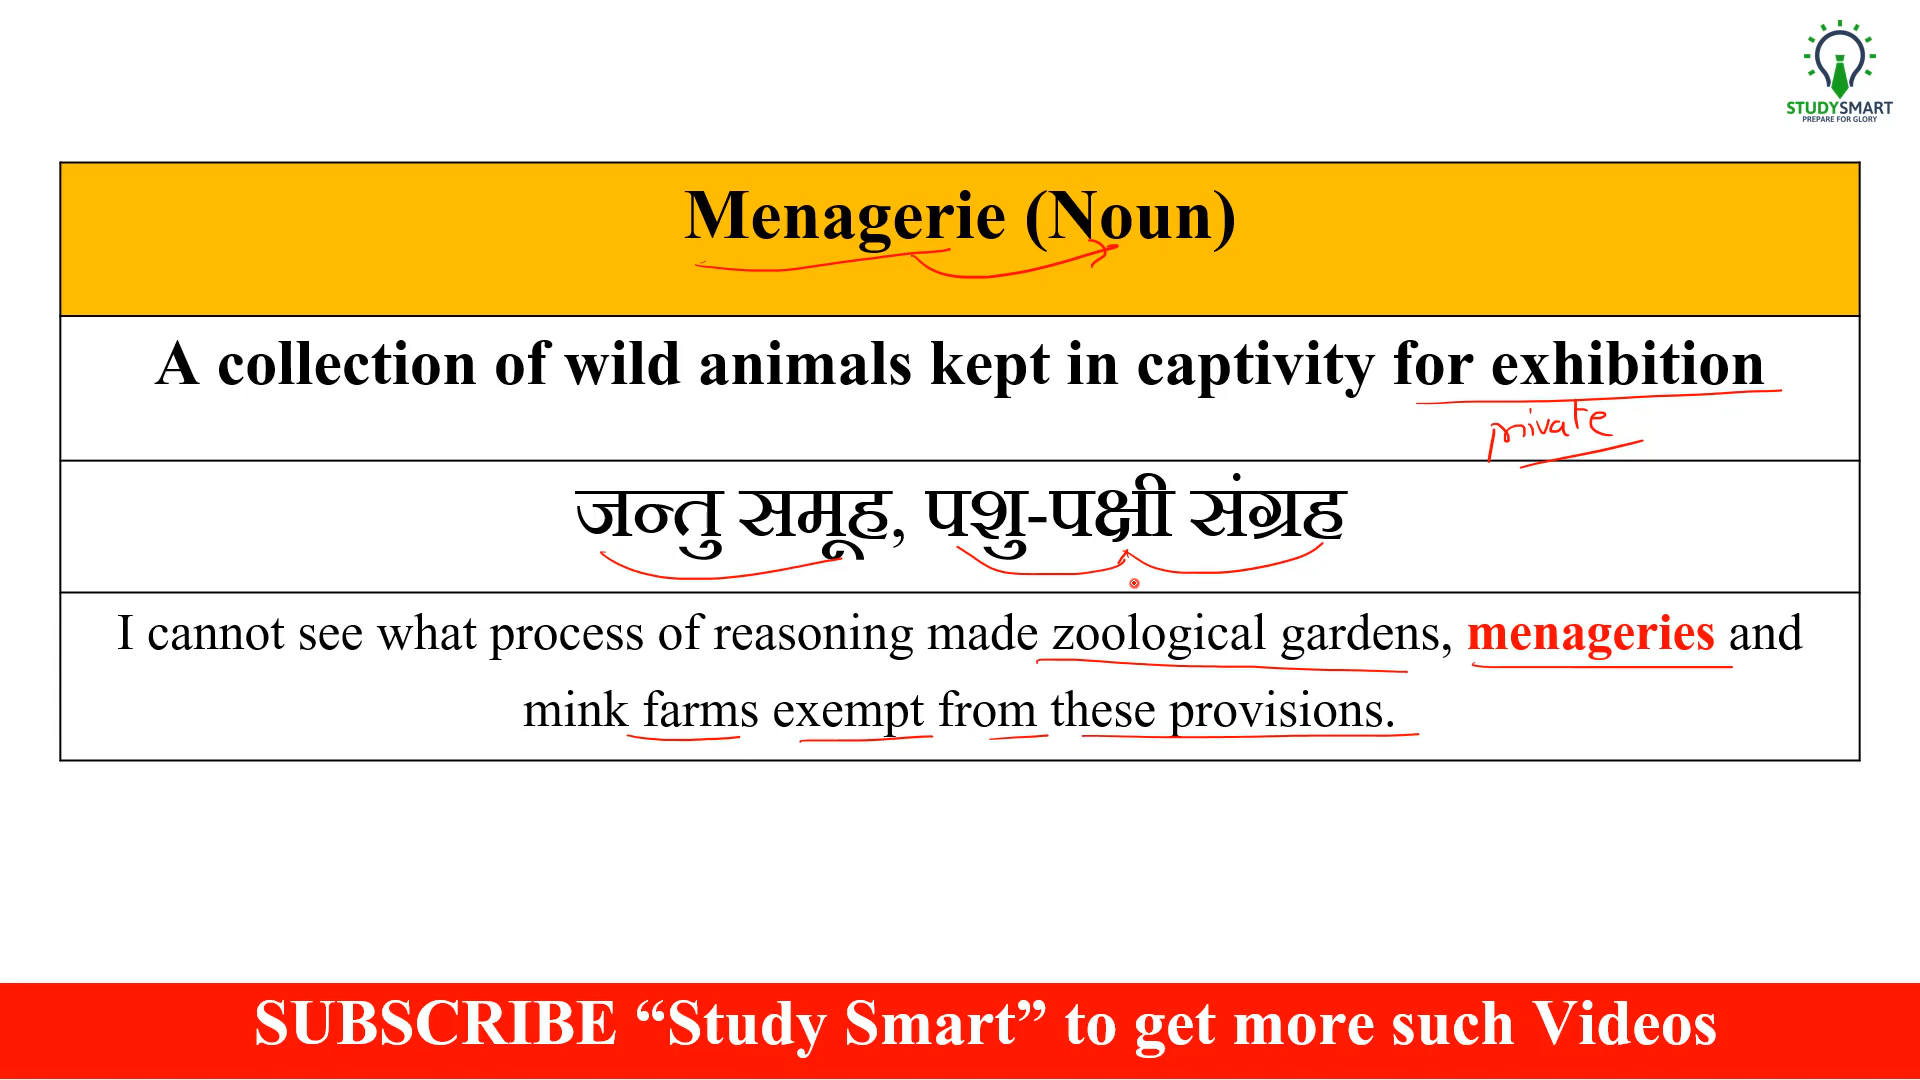 STUDYSMART
PREPARE FOR GLORY
Menagerie (Noun)
A collection of wild animals kept in captivity for exhibition
private
जन्तु समूह, पशु-पक्षी संग्रह
I cannot see what process of reasoning made zoological gardens, menageries and
mink farms exempt from these provisions.
SUBSCRIBE “Study Smart” to get more such Videos